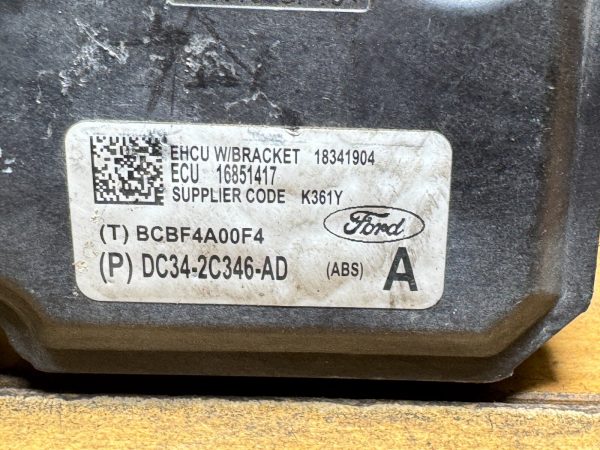 EHCU W/BRACKET 18341904
ECU 16851417
SUPPLIER CODE K361Y
Ford
(T) BCBF4A00F4
(P) DC34-2C346-AD (ABS) A